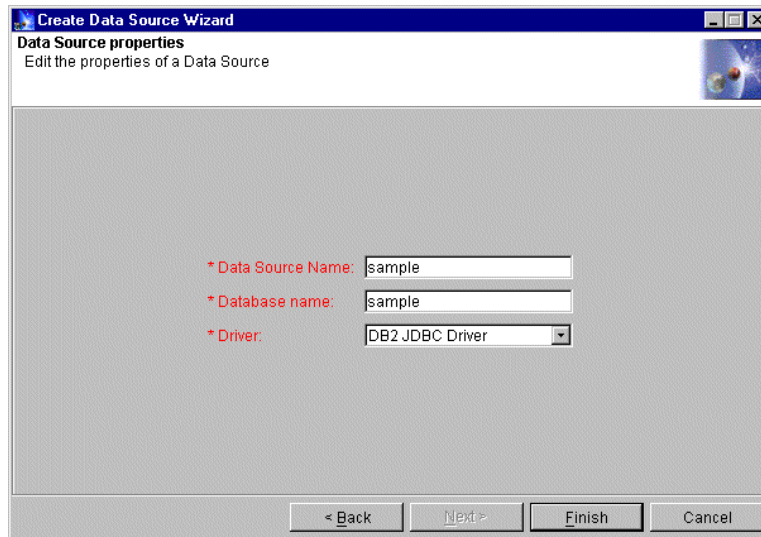 Create Data Source Wizard
Data Source properties
Edit the properties of a Data Source
* Data Source Name: sample
* Database name: sample
* Driver: DB2 JDBC Driver
< Back Next > Finish Cancel